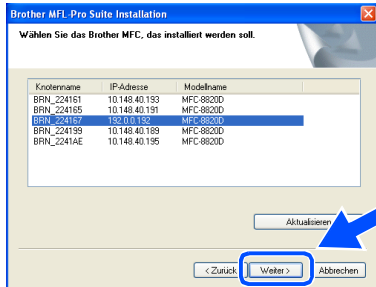 Brother MFL-Pro Suite Installation
Wählen Sie das Brother MFC, das installiert werden soll.
Knotenname IP-Adresse Modellname
BRN_224161 10.148.40.193 MFC-8820D
BRN_224165 10.148.40.191 MFC-8820D
BRN_224167 192.0.0.192 MFC-8820D
BRN_224199 10.148.40.189 MFC-8820D
BRN_2241AE 10.148.40.195 MFC-8820D
Aktualisieren
< Zurück Weiter > Abbrechen